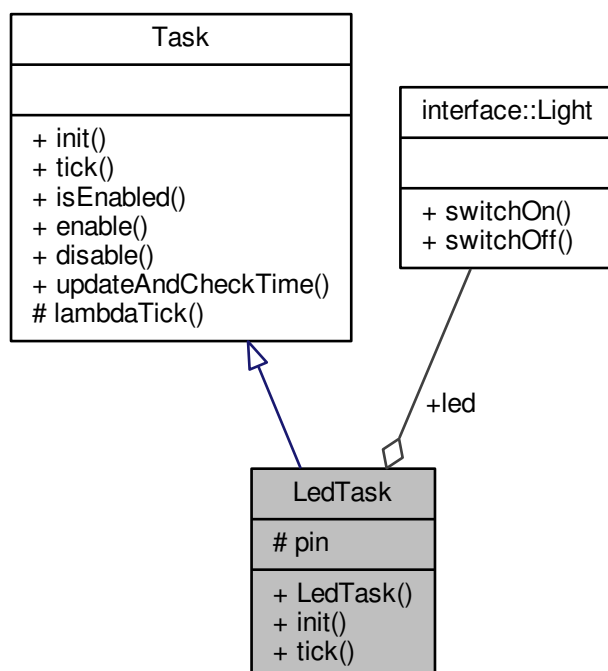 Task
+ init()
+ tick()
+ isEnabled()
+ enable()
+ disable()
+ updateAndCheckTime()
# lambdaTick()
interface::Light
+ switchOn()
+ switchOff()
+led
LedTask
# pin
+ LedTask()
+ init()
+ tick()